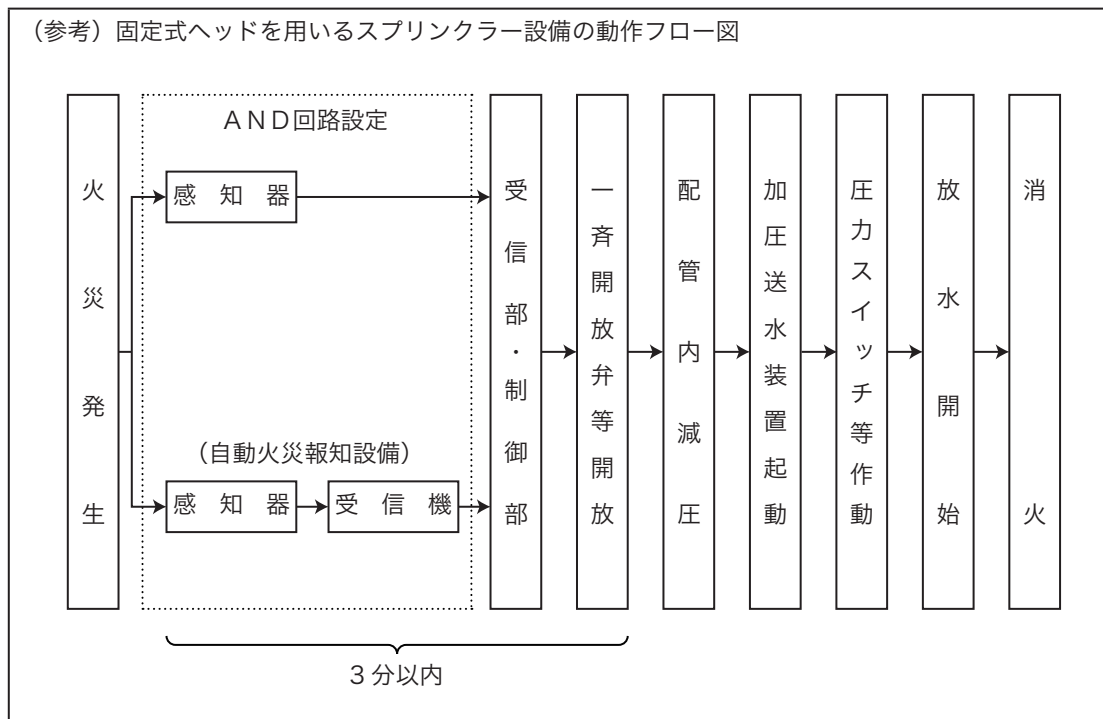 （参考）固定式ヘッドを用いるスプリンクラー設備の動作フロー図
火災発生
ＡＮＤ回路設定
感知器
（自動火災報知設備）
感知器
受信機
受信部・制御部
一斉開放弁等開放
配管内減圧
加圧送水装置起動
圧力スイッチ等作動
放水開始
消火
３分以内